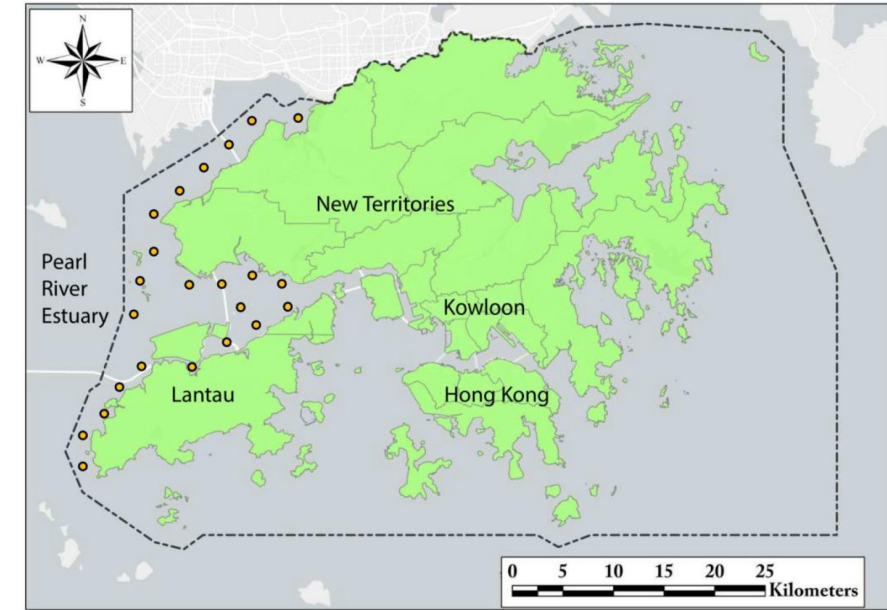 N
W E
S
New Territories
Pearl
River
Estuary
Kowloon
Lantau
Hong Kong
0 5 10 15 20 25
Kilometers